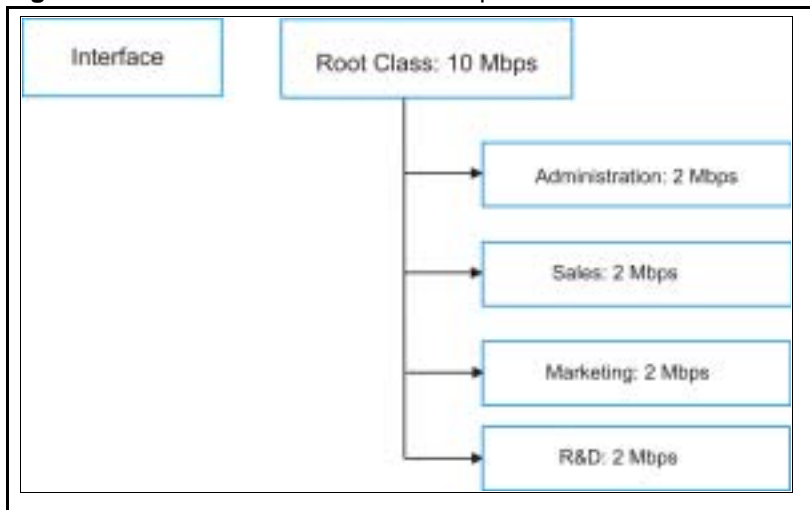 Interface
Root Class: 10 Mbps
Administration: 2 Mbps
Sales: 2 Mbps
Marketing: 2 Mbps
R&D: 2 Mbps